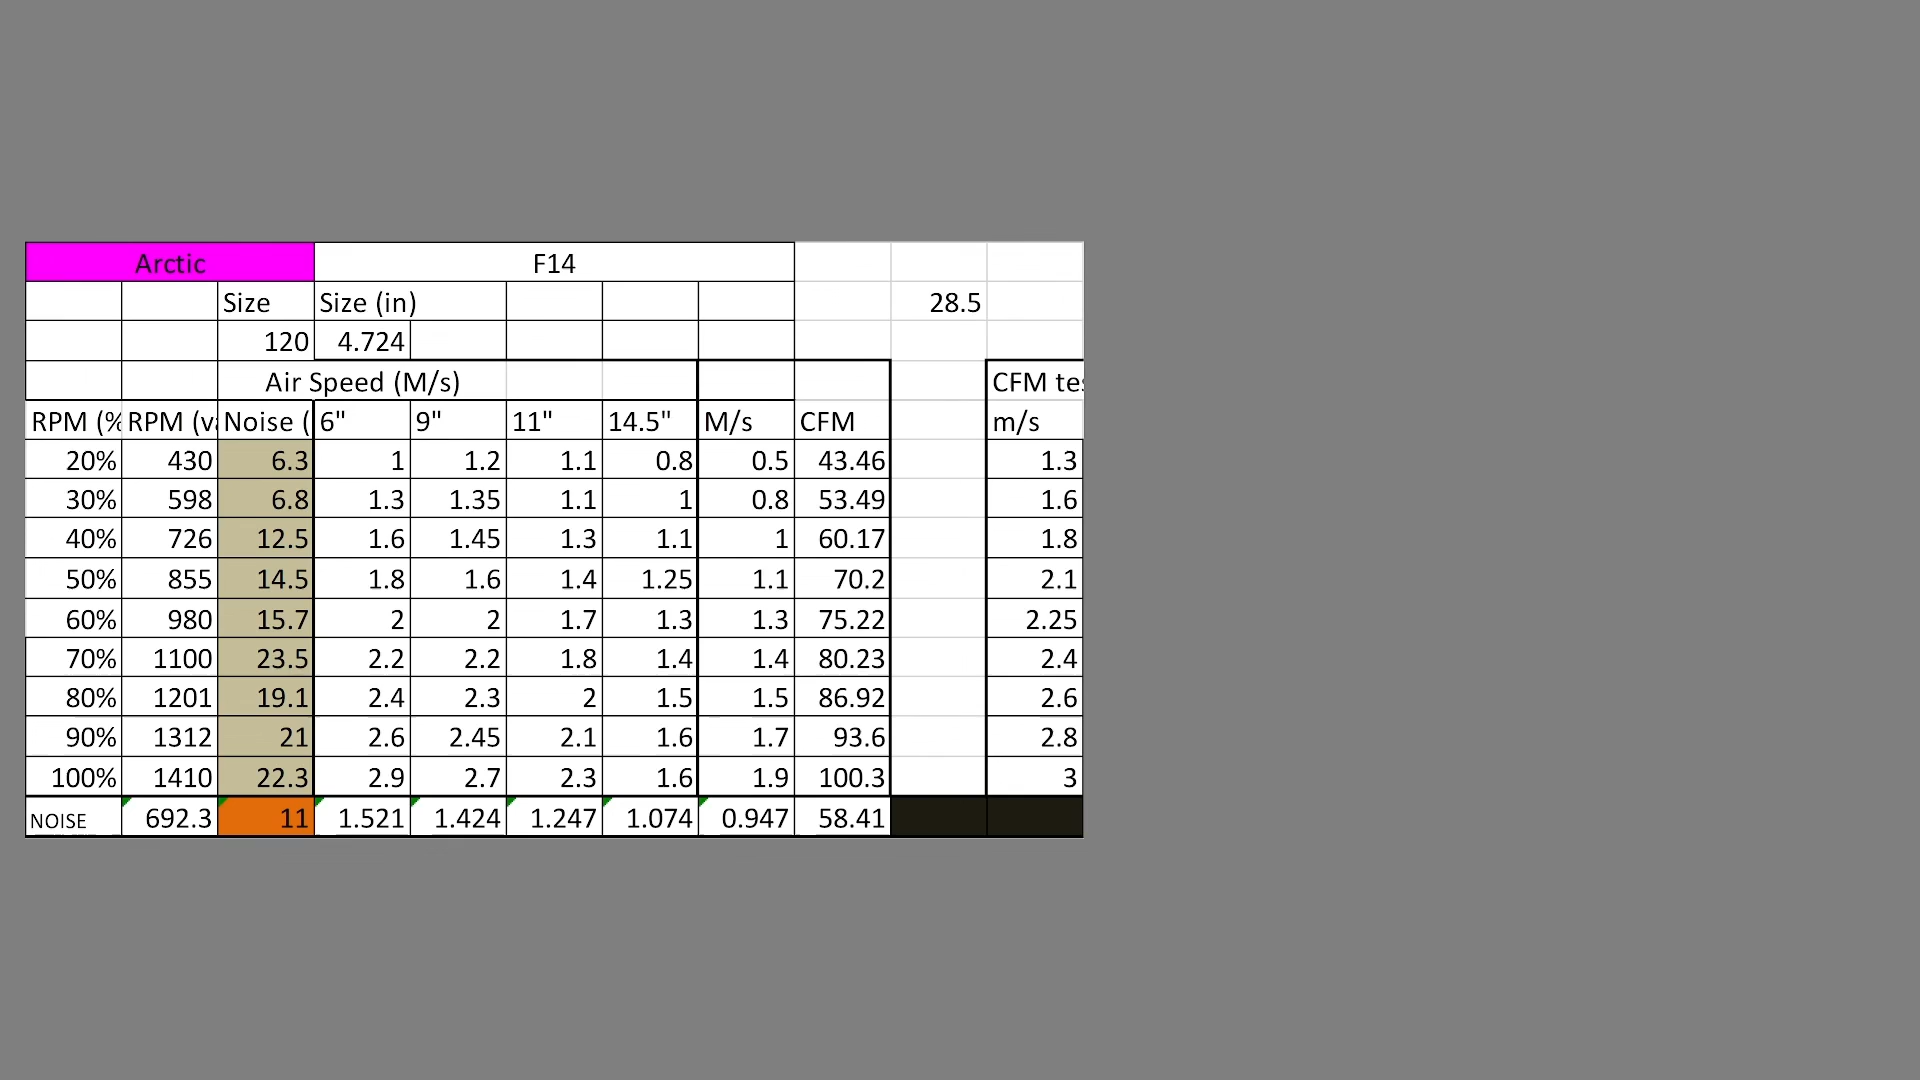 Arctic F14
Size Size (in) 28.5
120 4.724
Air Speed (M/s) CFM tes
RPM (% RPM (va Noise ( 6" 9" 11" 14.5" M/s CFM m/s
20% 430 6.3 1 1.2 1.1 0.8 0.5 43.46 1.3
30% 598 6.8 1.3 1.35 1.1 1 0.8 53.49 1.6
40% 726 12.5 1.6 1.45 1.3 1.1 1 60.17 1.8
50% 855 14.5 1.8 1.6 1.4 1.25 1.1 70.2 2.1
60% 980 15.7 2 2 1.7 1.3 1.3 75.22 2.25
70% 1100 23.5 2.2 2.2 1.8 1.4 1.4 80.23 2.4
80% 1201 19.1 2.4 2.3 2 1.5 1.5 86.92 2.6
90% 1312 21 2.6 2.45 2.1 1.6 1.7 93.6 2.8
100% 1410 22.3 2.9 2.7 2.3 1.6 1.9 100.3 3
NOISE 692.3 11 1.521 1.424 1.247 1.074 0.947 58.41